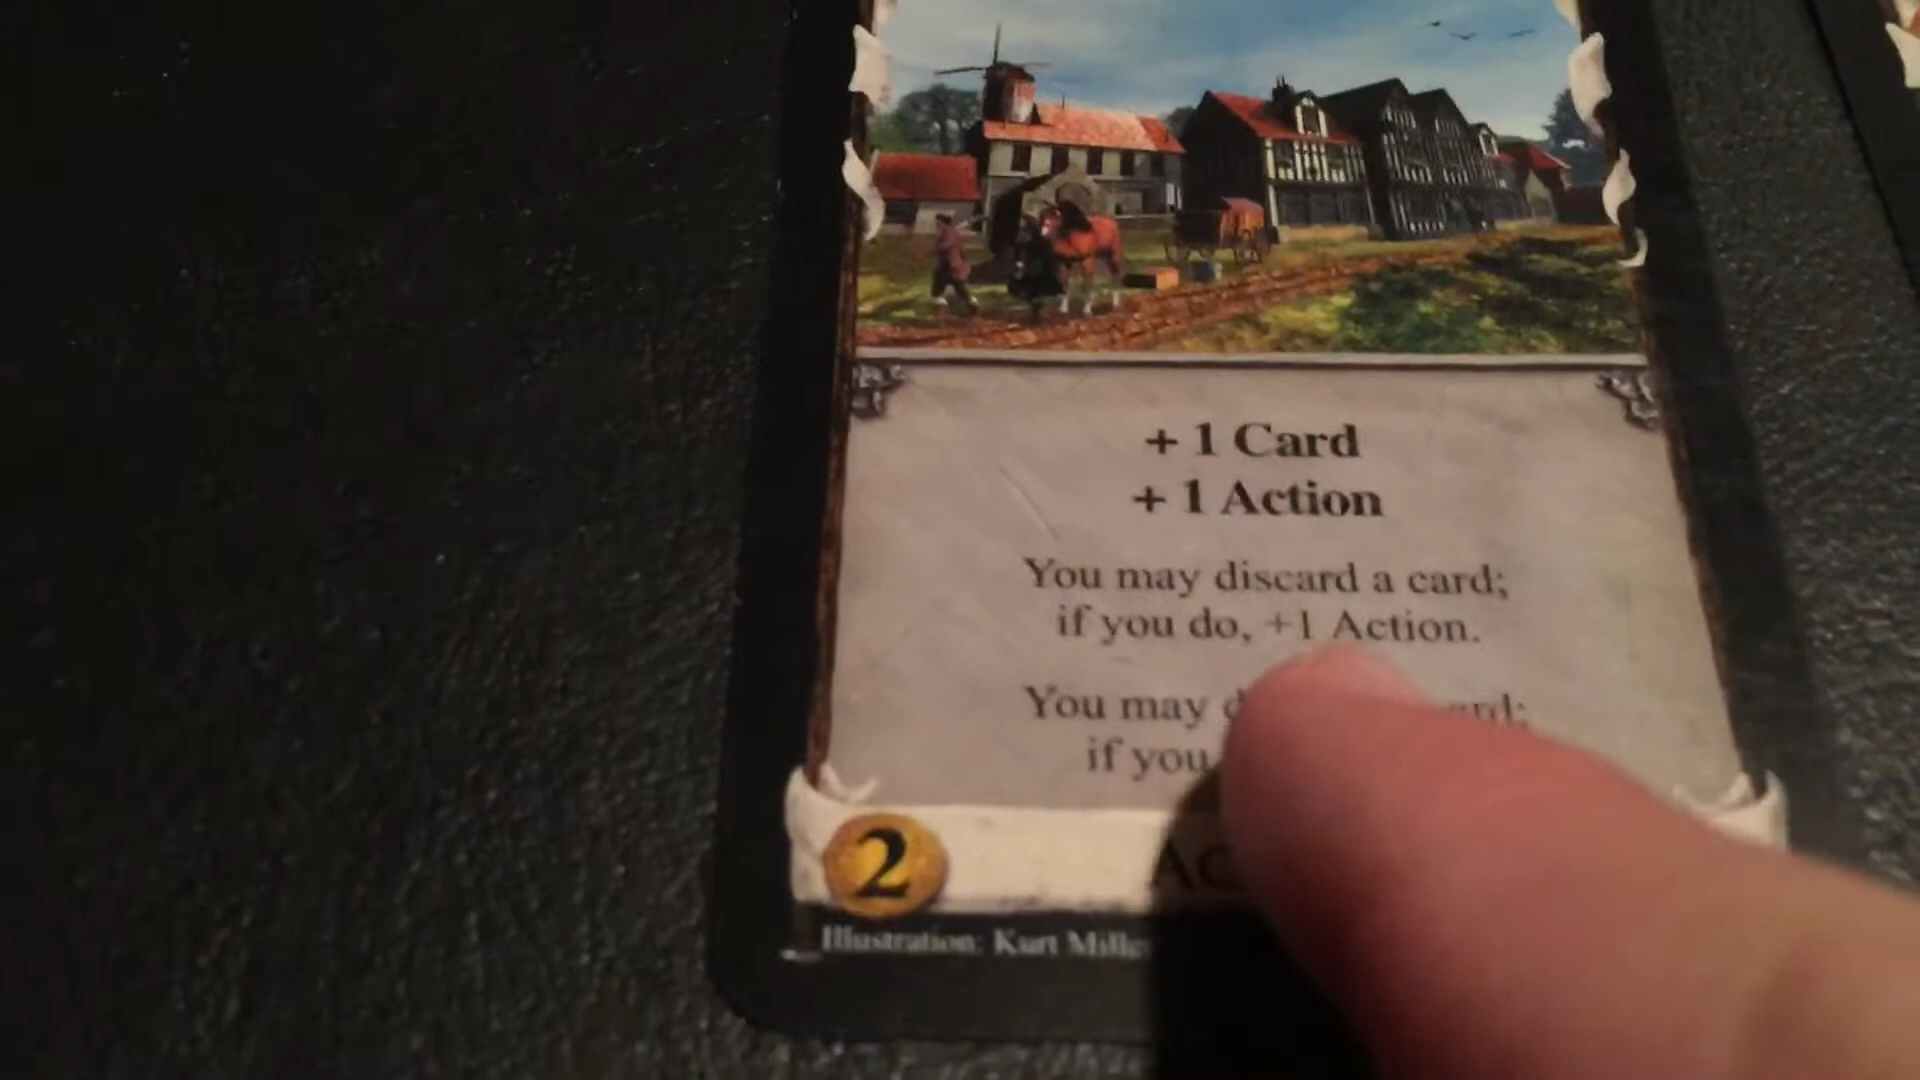 + 1 Card
+ 1 Action
You may discard a card;
if you do, +1 Action.
You may
if you
2
Illustration: Kurt